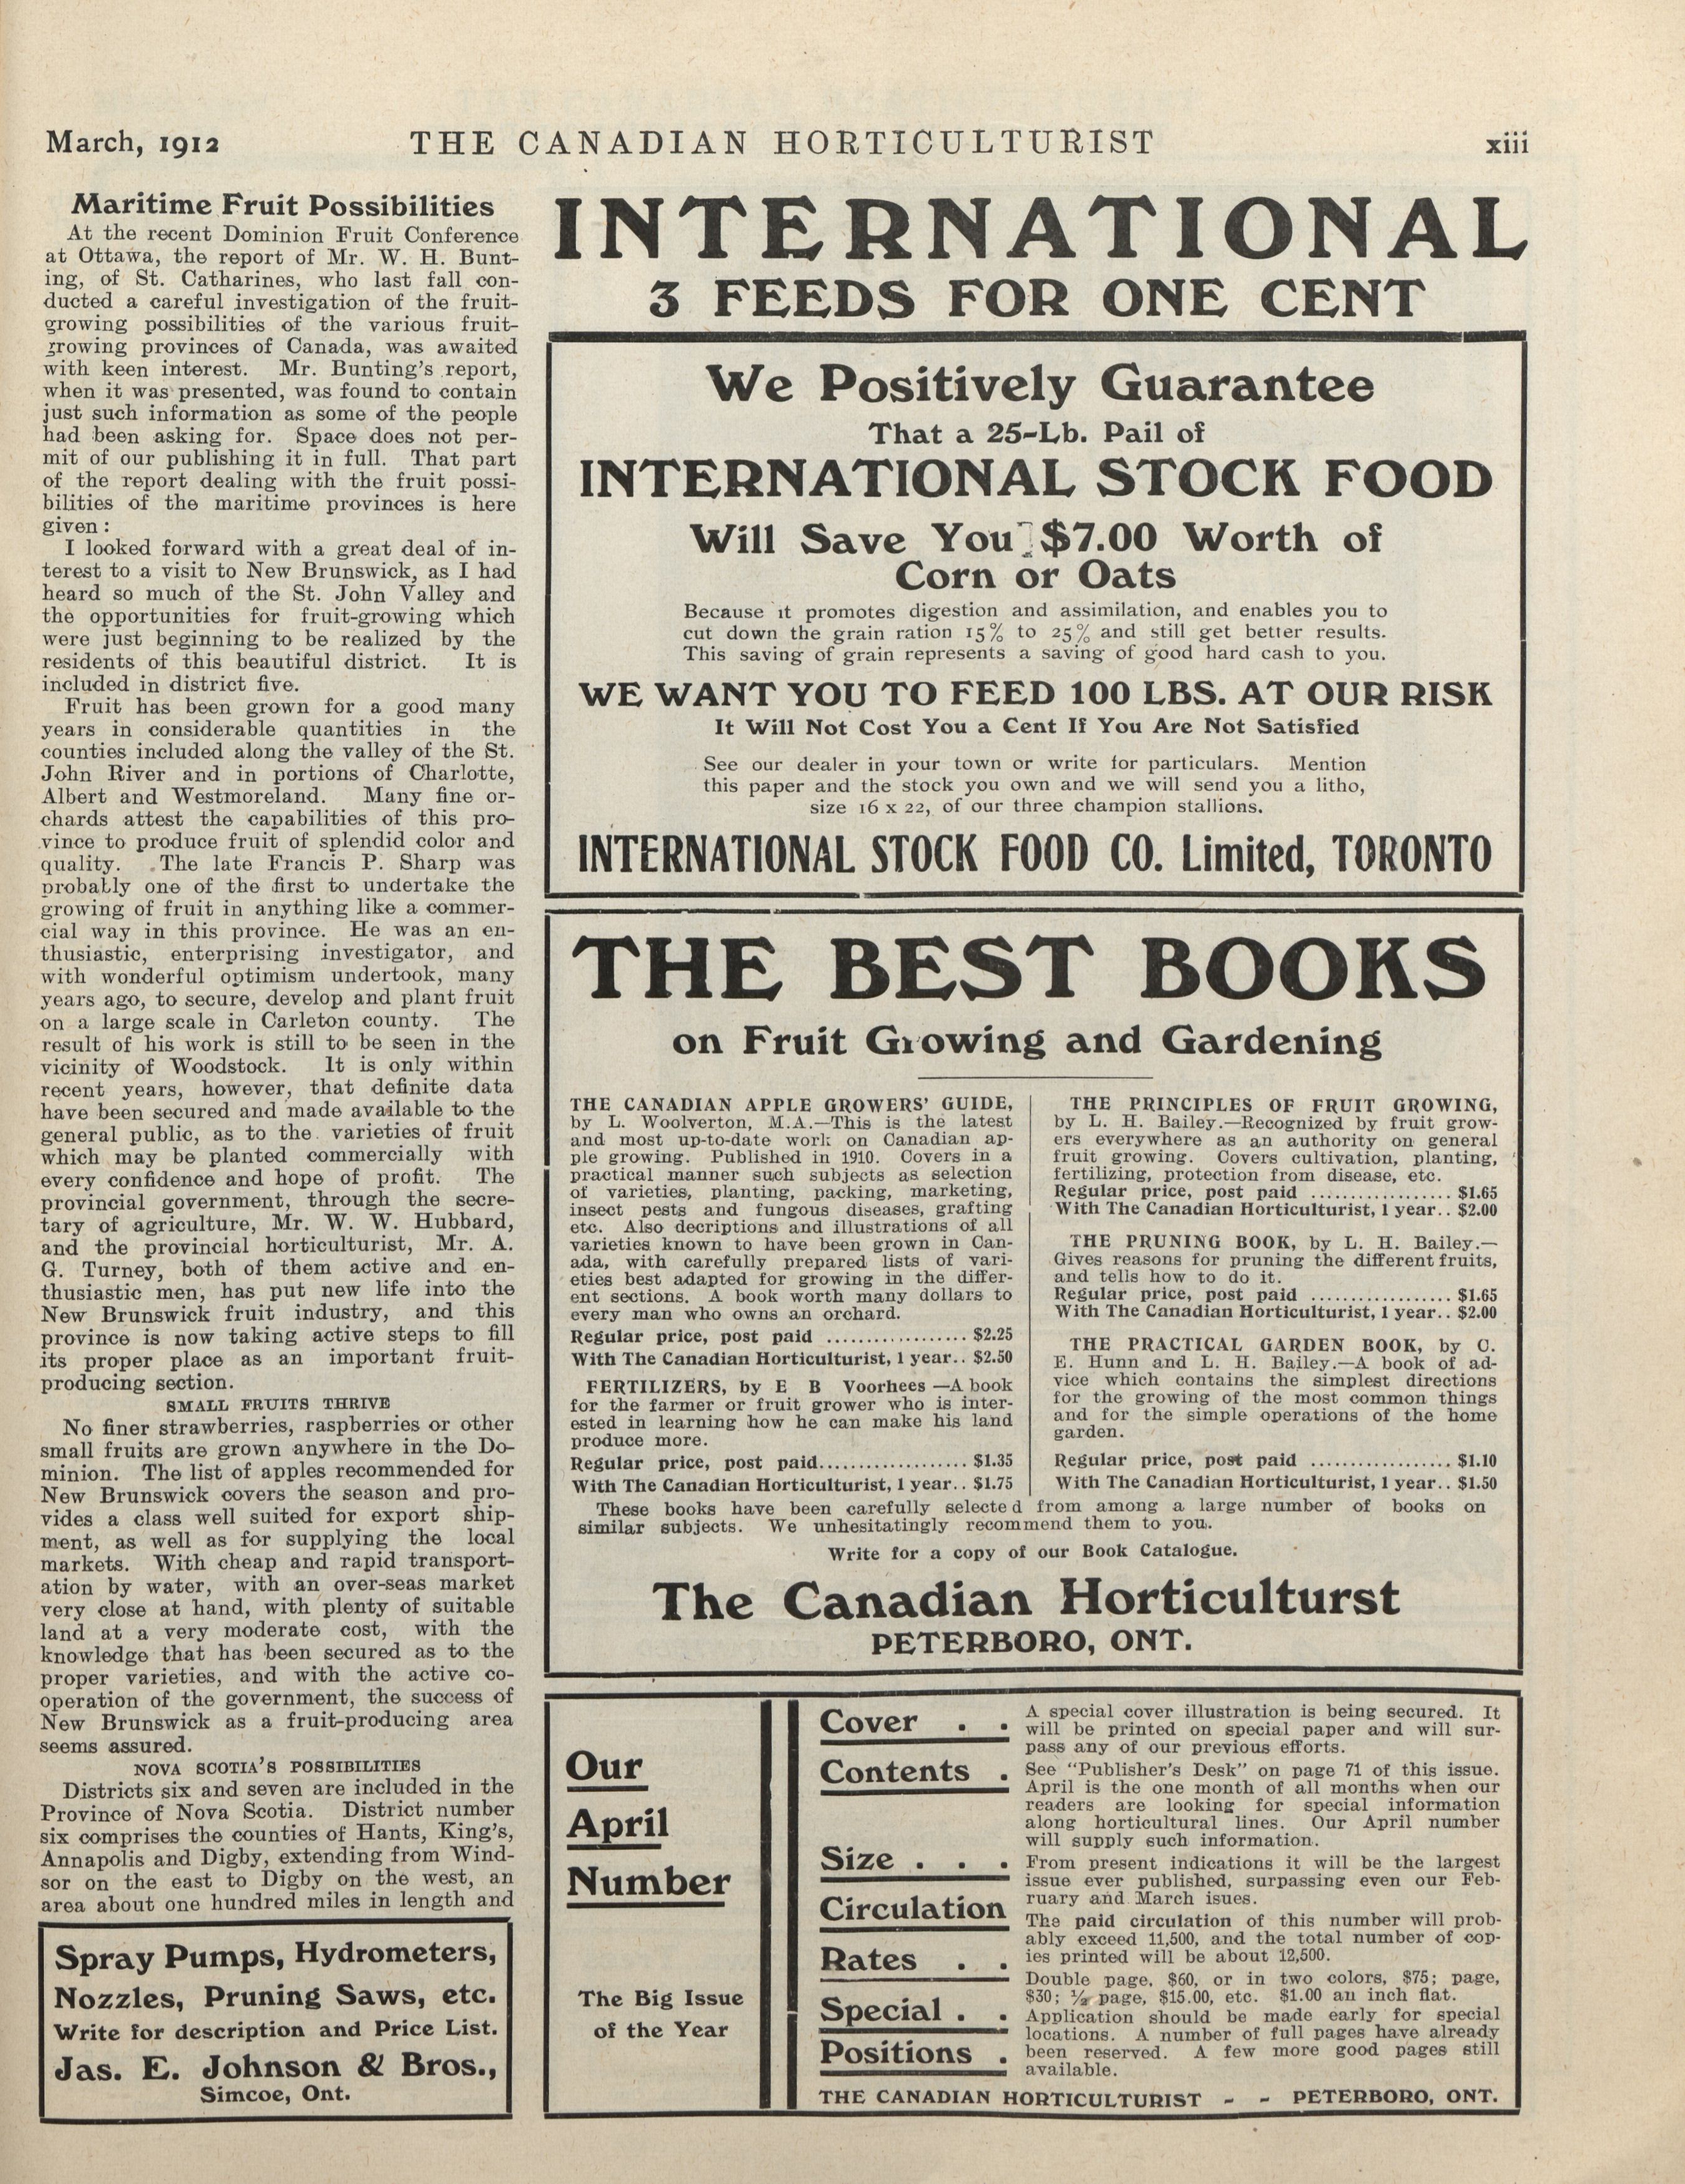 March, 1912
THE CANADIAN HORTICULTURIST
xiii
Maritime Fruit Possibilities
At the recent Dominion Fruit Conference
at Ottawa, the report of Mr. W. H. Bunt-
ing, of St. Catharines, who last fall con-
ducted a careful investigation of the fruit-
growing possibilities of the various fruit-
growing provinces of Canada, was awaited
with keen interest. Mr. Bunting's report,
when it was presented, was found to contain
just such information as some of the people
had been asking for. Space does not per-
mit of our publishing it in full. That part
of the report dealing with the fruit possi-
bilities of the maritime provinces is here
given:
I looked forward with a great deal of in-
terest to a visit to New Brunswick, as I had
heard so much of the St. John Valley and
the opportunities for fruit-growing which
were just beginning to be realized by the
residents of this beautiful district. It is
included in district five.
Fruit has been grown for a good many
years in considerable quantities in the
counties included along the valley of the St.
John River and in portions of Charlotte,
Albert and Westmoreland. Many fine or-
chards attest the capabilities of this pro-
vince to produce fruit of splendid color and
quality. The late Francis P. Sharp was
probably one of the first to undertake the
growing of fruit in anything like a commer-
cial way in this province. He was an en-
thusiastic, enterprising investigator, and
with wonderful optimism undertook, many
years ago, to secure, develop and plant fruit
on a large scale in Carleton county. The
result of his work is still to be seen in the
vicinity of Woodstock. It is only within
recent years, however, that definite data
have been secured and made available to the
general public, as to the varieties of fruit
which may be planted commercially with
every confidence and hope of profit. The
provincial government, through the secre-
tary of agriculture, Mr. W. W. Hubbard,
and the provincial horticulturist, Mr. A.
G. Turney, both of them active and en-
thusiastic men, has put new life into the
New Brunswick fruit industry, and this
province is now taking active steps to fill
its proper place as an important fruit-
producing section.
SMALL FRUITS THRIVE
No finer strawberries, raspberries or other
small fruits are grown anywhere in the Do-
minion. The list of apples recommended for
New Brunswick covers the season and pro-
vides a class well suited for export ship-
ment, as well as for supplying the local
markets. With cheap and rapid transport-
ation by water, with an over-seas market
very close at hand, with plenty of suitable
land at a very moderate cost, with the
knowledge that has been secured as to the
proper varieties, and with the active co-
operation of the government, the success of
New Brunswick as a fruit-producing area
seems assured.
NOVA SCOTIA'S POSSIBILITIES
Districts six and seven are included in the
Province of Nova Scotia. District number
six comprises the counties of Hants, King's,
Annapolis and Digby, extending from Wind-
sor on the east to Digby on the west, an
area about one hundred miles in length and
Spray Pumps, Hydrometers,
Nozzles, Pruning Saws, etc.
Write for description and Price List.
Jas. E. Johnson & Bros.,
Simcoe, Ont.
INTERNATIONAL
3 FEEDS FOR ONE CENT
We Positively Guarantee
That a 25-Lb. Pail of
INTERNATIONAL STOCK FOOD
Will Save You $7.00 Worth of
Corn or Oats
Because it promotes digestion and assimilation, and enables you to
cut down the grain ration 15% to 25% and still get better results.
This saving of grain represents a saving of good hard cash to you.
WE WANT YOU TO FEED 100 LBS. AT OUR RISK
It Will Not Cost You a Cent If You Are Not Satisfied
See our dealer in your town or write for particulars. Mention
this paper and the stock you own and we will send you a litho,
size 16 x 22, of our three champion stallions.
INTERNATIONAL STOCK FOOD CO. Limited, TORONTO
THE BEST BOOKS
on Fruit Growing and Gardening
THE CANADIAN APPLE GROWERS' GUIDE,
by L. Woolverton, M.A.—This is the latest
and most up-to-date work on Canadian ap-
ple growing. Published in 1910. Covers in a
practical manner such subjects as selection
of varieties, planting, packing, marketing,
insect pests and fungous diseases, grafting
etc. Also decriptions and illustrations of all
varieties known to have been grown in Can-
ada, with carefully prepared lists of vari-
eties best adapted for growing in the differ-
ent sections. A book worth many dollars to
every man who owns an orchard.
Regular price, post paid .................. $2.25
With The Canadian Horticulturist, 1 year.. $2.50
FERTILIZERS, by E B Voorhees —A book
for the farmer or fruit grower who is inter-
ested in learning how he can make his land
produce more.
Regular price, post paid................... $1.35
With The Canadian Horticulturist, 1 year.. $1.75
THE PRINCIPLES OF FRUIT GROWING,
by L. H. Bailey.—Recognized by fruit grow-
ers everywhere as an authority on general
fruit growing. Covers cultivation, planting,
fertilizing, protection from disease, etc.
Regular price, post paid .................. $1.65
With The Canadian Horticulturist, 1 year.. $2.00
THE PRUNING BOOK, by L. H. Bailey.—
Gives reasons for pruning the different fruits,
and tells how to do it.
Regular price, post paid .................. $1.65
With The Canadian Horticulturist, 1 year.. $2.00
THE PRACTICAL GARDEN BOOK, by C.
E. Hunn and L. H. Bailey.—A book of ad-
vice which contains the simplest directions
for the growing of the most common things
and for the simple operations of the home
garden.
Regular price, post paid .................. $1.10
With The Canadian Horticulturist, 1 year.. $1.50
These books have been carefully selected from among a large number of books on
similar subjects. We unhesitatingly recommend them to you.
Write for a copy of our Book Catalogue.
The Canadian Horticulturst
PETERBORO, ONT.
Our
April
Number
The Big Issue
of the Year
Cover . .
A special cover illustration is being secured. It
will be printed on special paper and will sur-
pass any of our previous efforts.
Contents .
See "Publisher's Desk" on page 71 of this issue.
April is the one month of all months when our
readers are looking for special information
along horticultural lines. Our April number
will supply such information.
Size . . .
From present indications it will be the largest
issue ever published, surpassing even our Feb-
ruary and March isues.
Circulation
The paid circulation of this number will prob-
ably exceed 11,500, and the total number of cop-
ies printed will be about 12,500.
Rates . .
Double page, $60, or in two colors, $75; page,
$30; ½ page, $15.00, etc. $1.00 an inch flat.
Special . .
Positions .
Application should be made early for special
locations. A number of full pages have already
been reserved. A few more good pages still
available.
THE CANADIAN HORTICULTURIST - - PETERBORO, ONT.